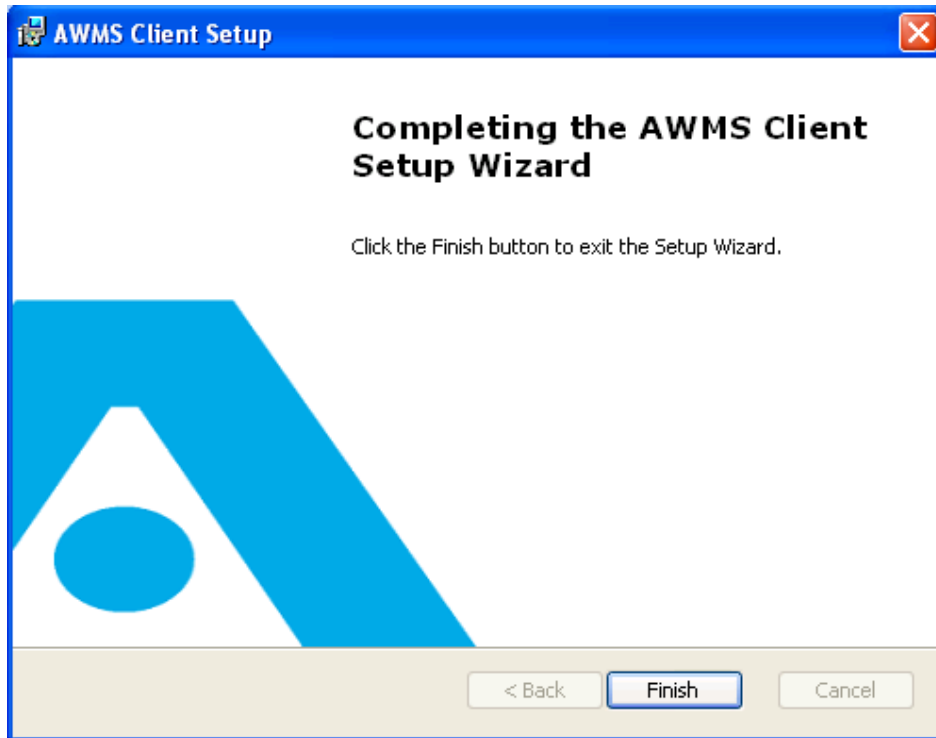 AWMS Client Setup
Completing the AWMS Client
Setup Wizard
Click the Finish button to exit the Setup Wizard.
< Back
Finish
Cancel